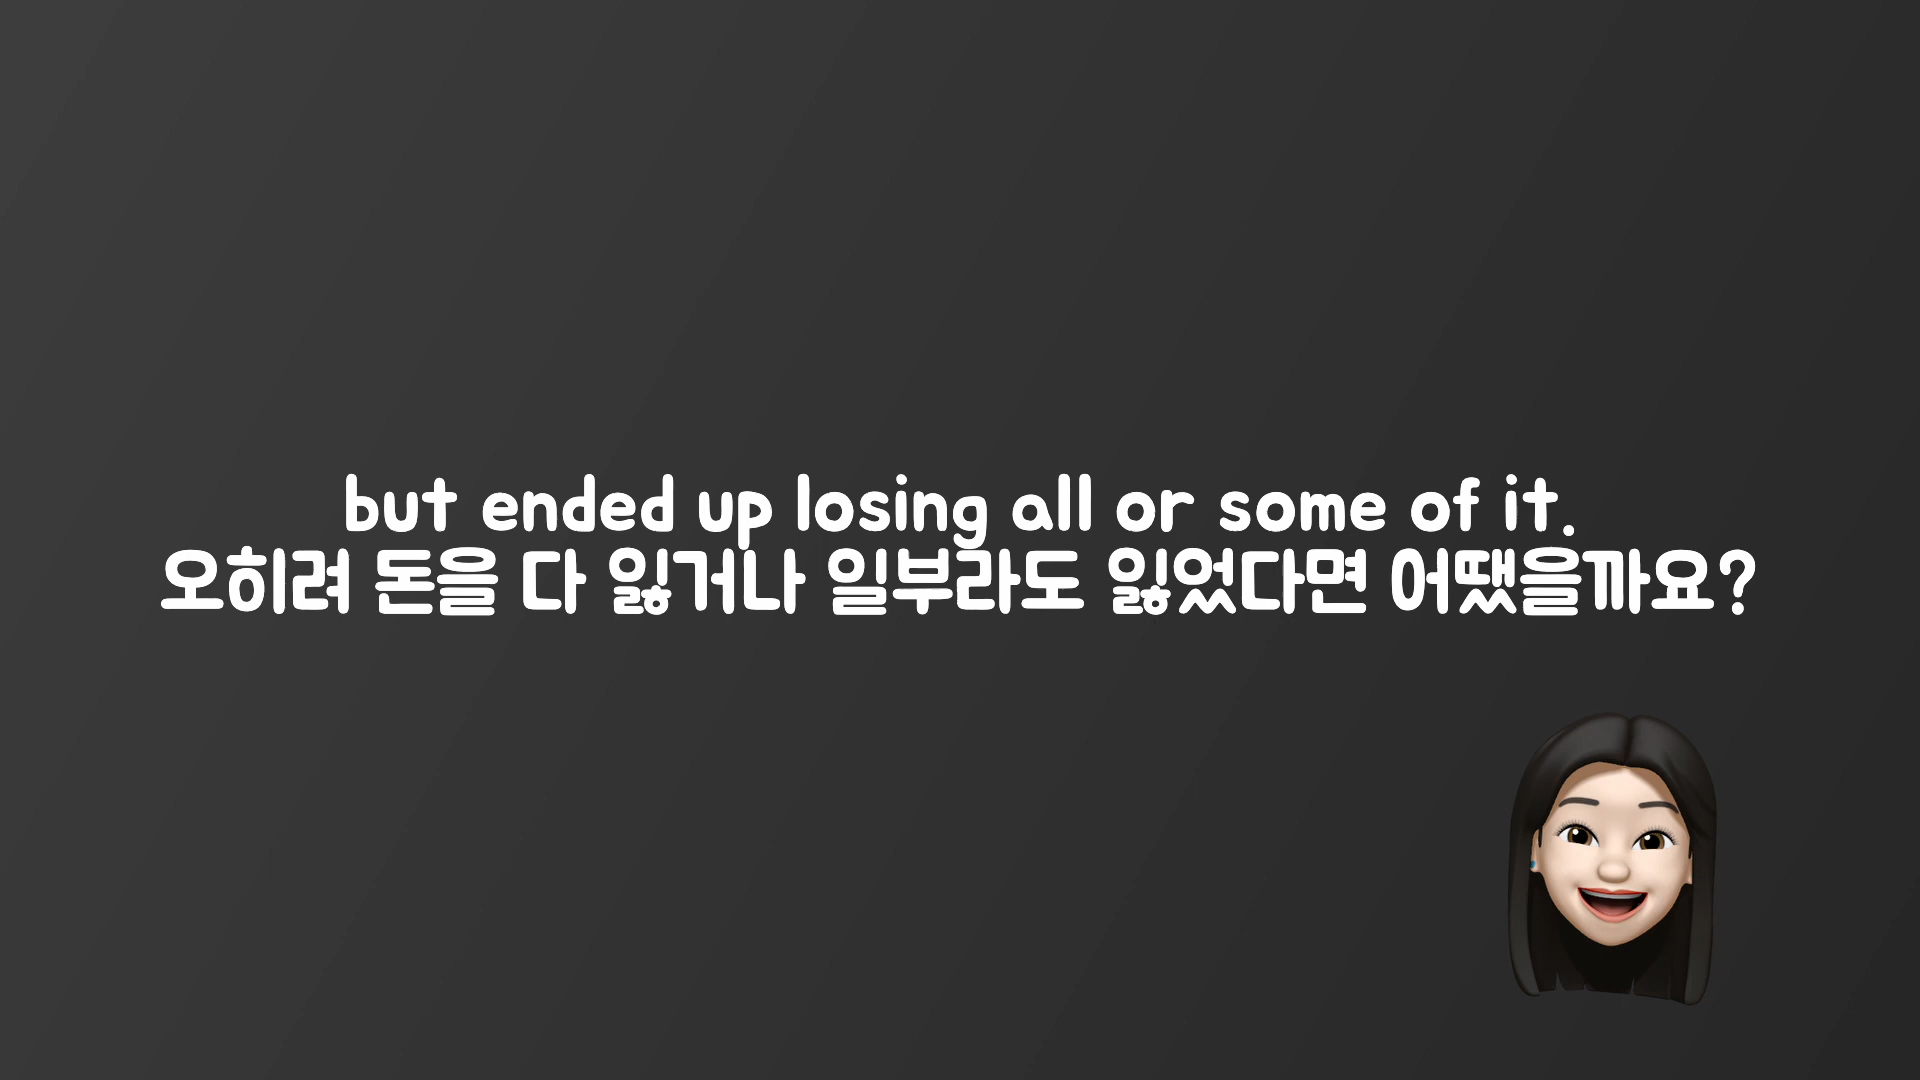 but ended up losing all or some of it.
오히려 돈을 다 잃거나 일부라도 잃었다면 어땠을까요?